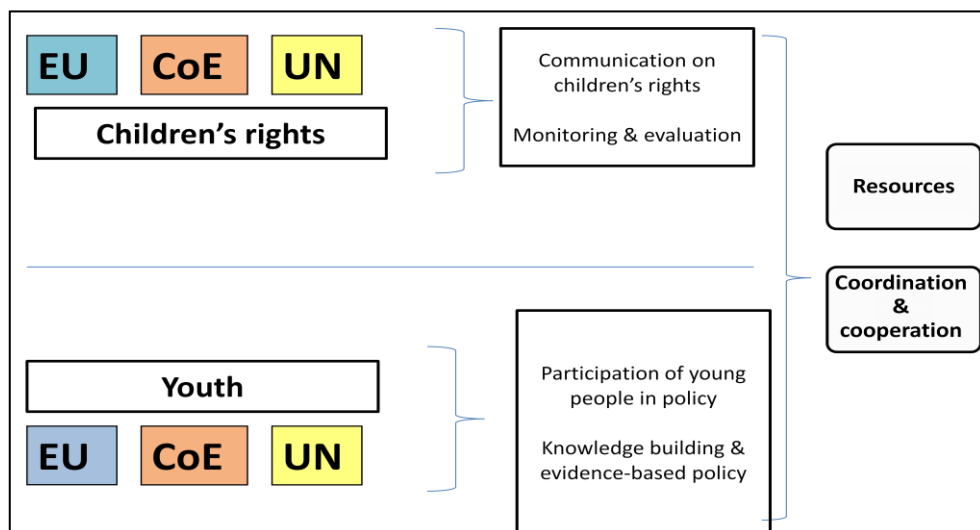 EU
CoE
UN
Children’s rights
Communication on
children’s rights
Monitoring & evaluation
Resources
Coordination
&
cooperation
Youth
EU
CoE
UN
Participation of young
people in policy
Knowledge building &
evidence-based policy